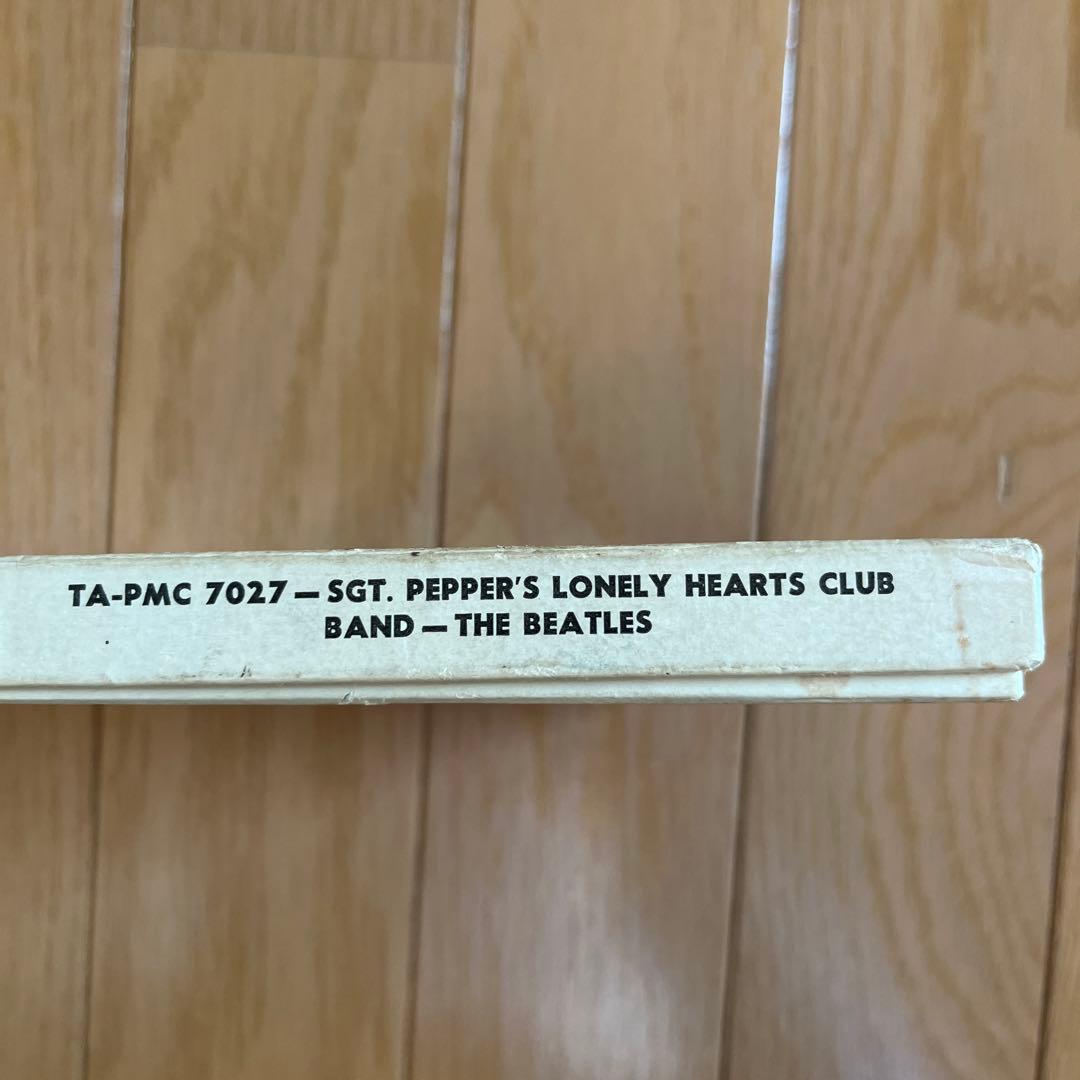 TA-PMC 7027 — SGT. PEPPER'S LONELY HEARTS CLUB
BAND — THE BEATLES